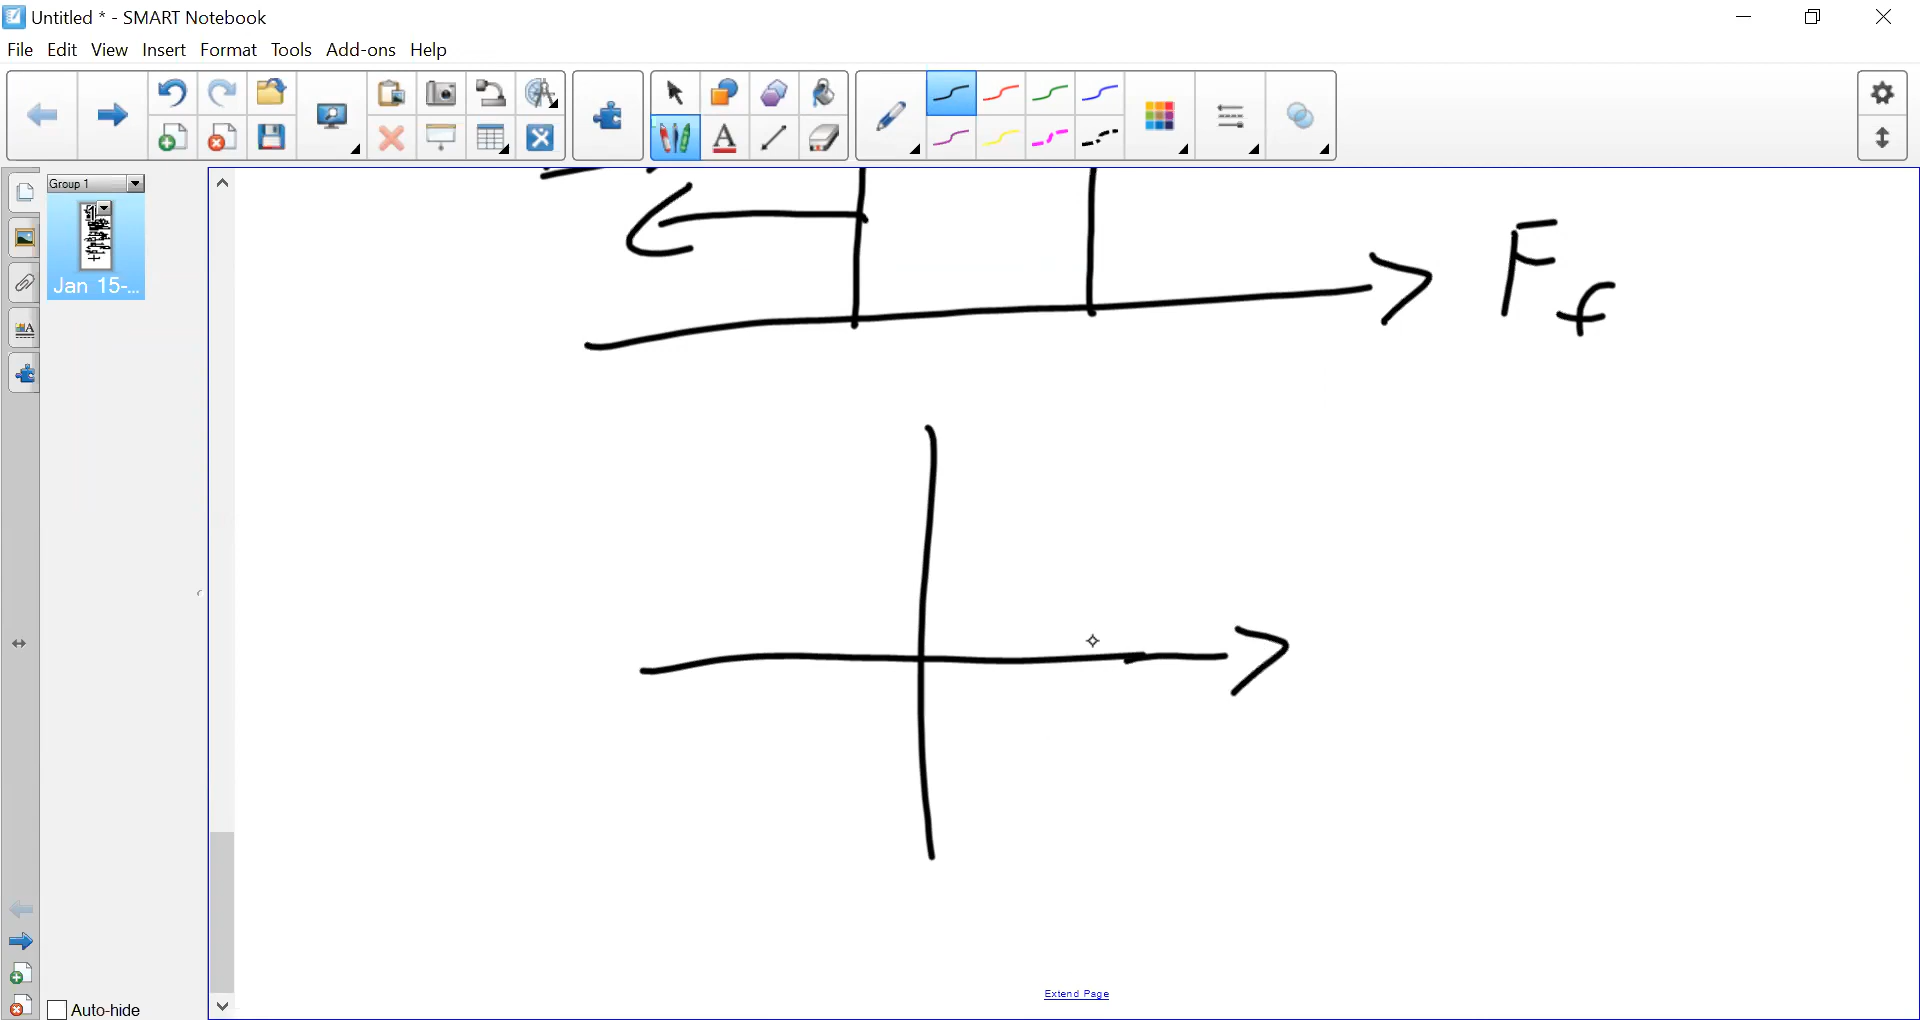 Untitled * - SMART Notebook
File Edit View Insert Format Tools Add-ons Help
Group 1
Jan 15-...
F f
Extend Page
Auto-hide